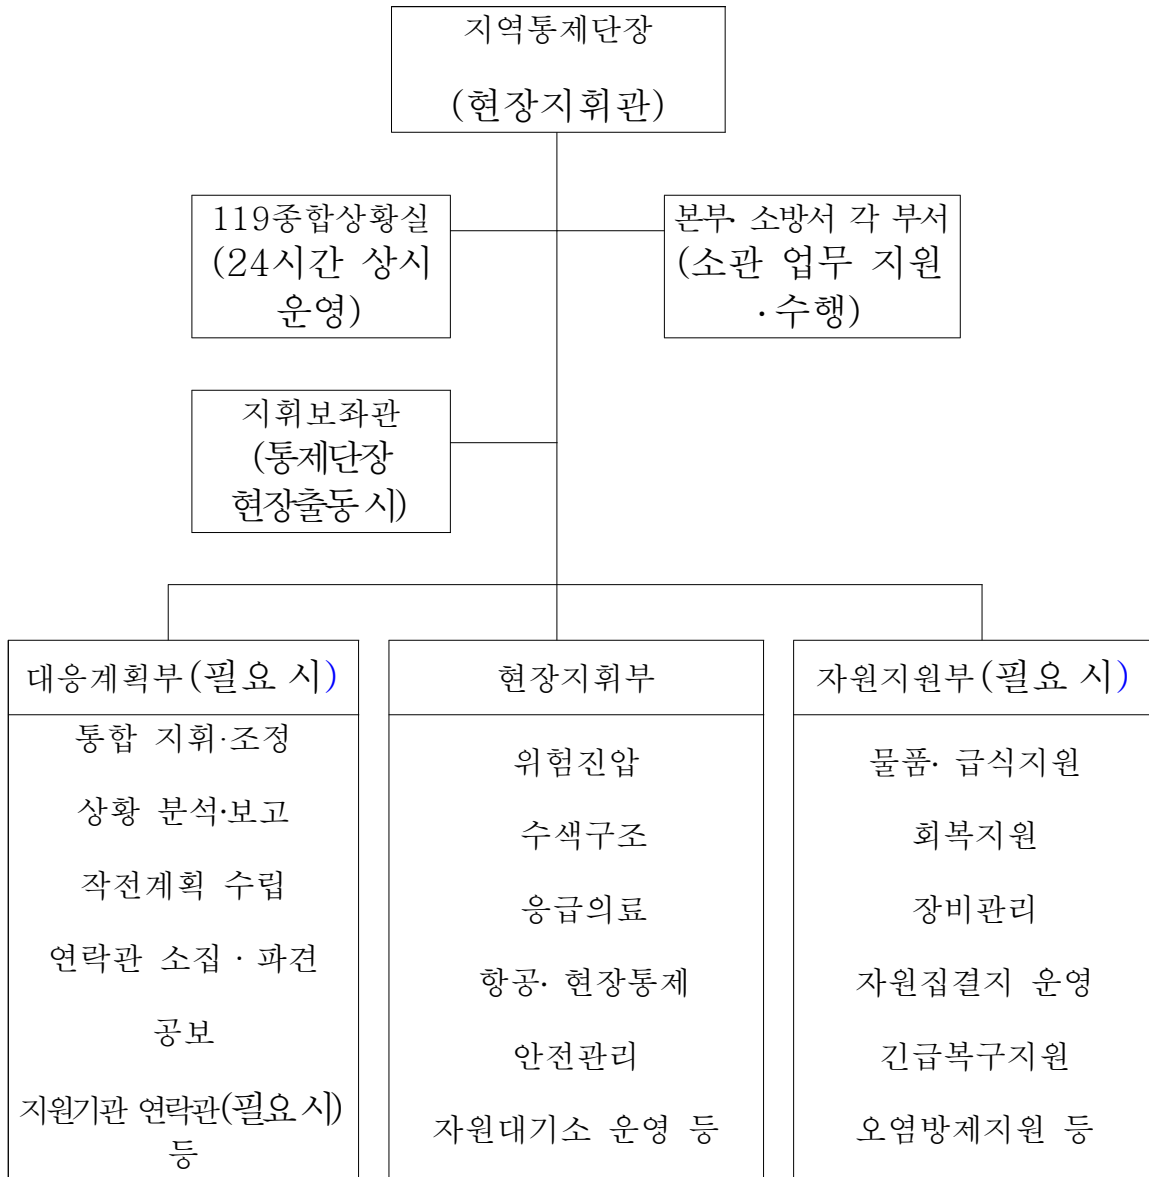 지역통제단장
(현장지휘관)
119종합상황실
(24시간 상시
운영)
본부· 소방서 각 부서
(소관 업무 지원
·수행)
지휘보좌관
(통제단장
현장출동 시)
대응계획부(필요 시)
통합 지휘·조정
상황 분석·보고
작전계획 수립
연락관 소집 · 파견
공보
지원기관 연락관(필요 시)
등
현장지휘부
위험진압
수색구조
응급의료
항공· 현장통제
안전관리
자원대기소 운영 등
자원지원부(필요 시)
물품· 급식지원
회복지원
장비관리
자원집결지 운영
긴급복구지원
오염방제지원 등